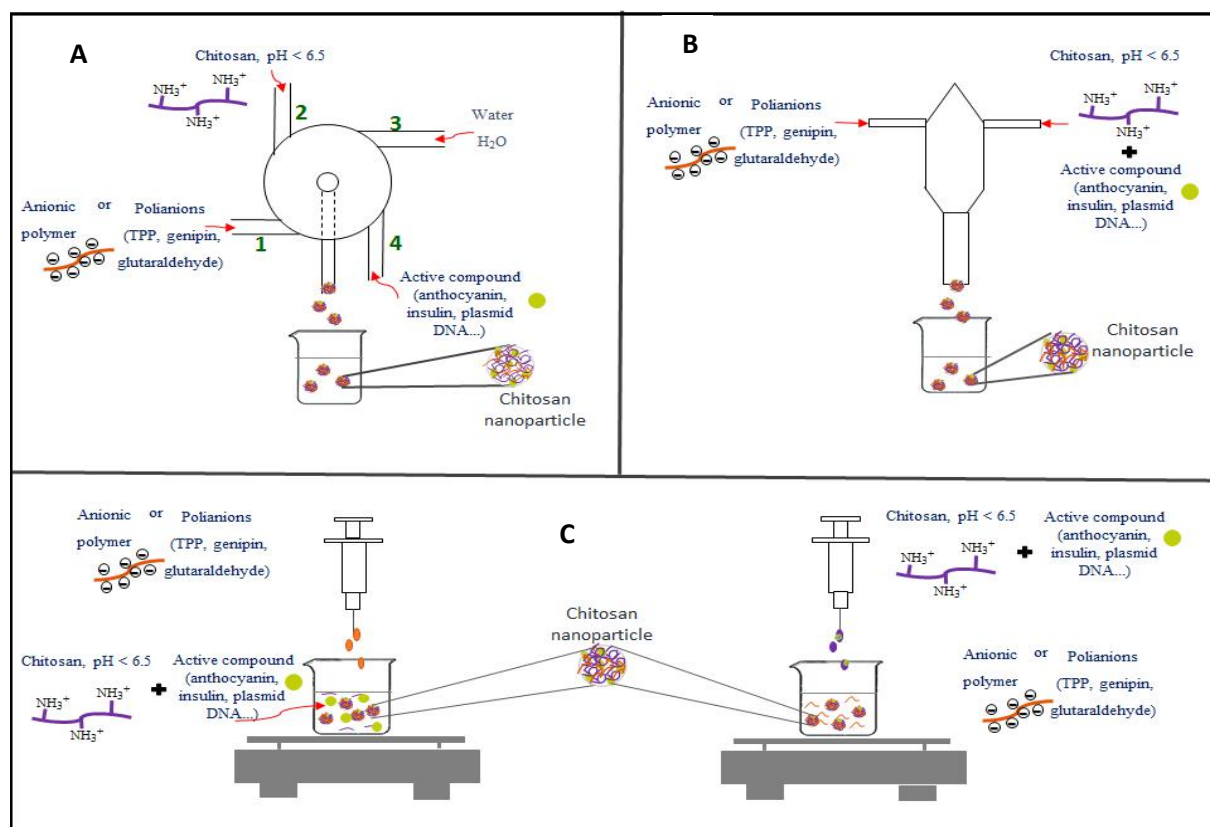 A
Chitosan, pH < 6.5
NH3+
NH3+
NH3+
2
3
Water
H2O
Anionic or Polianions
polymer (TPP, genipin,
glutaraldehyde)
1
4
Active compound
(anthocyanin,
insulin, plasmid
DNA...)
Chitosan
nanoparticle
B
Chitosan, pH < 6.5
NH3+
NH3+
NH3+
Anionic or Polianions
polymer (TPP, genipin,
glutaraldehyde)
Active compound
(anthocyanin,
insulin, plasmid
DNA...)
Chitosan
nanoparticle
C
Anionic or Polianions
polymer (TPP, genipin,
glutaraldehyde)
Chitosan, pH < 6.5
NH3+
NH3+
NH3+
Active compound
(anthocyanin,
insulin, plasmid
DNA...)
Chitosan
nanoparticle
Chitosan, pH < 6.5
NH3+
NH3+
NH3+
Active compound
(anthocyanin,
insulin, plasmid
DNA...)
Anionic or Polianions
polymer (TPP, genipin,
glutaraldehyde)